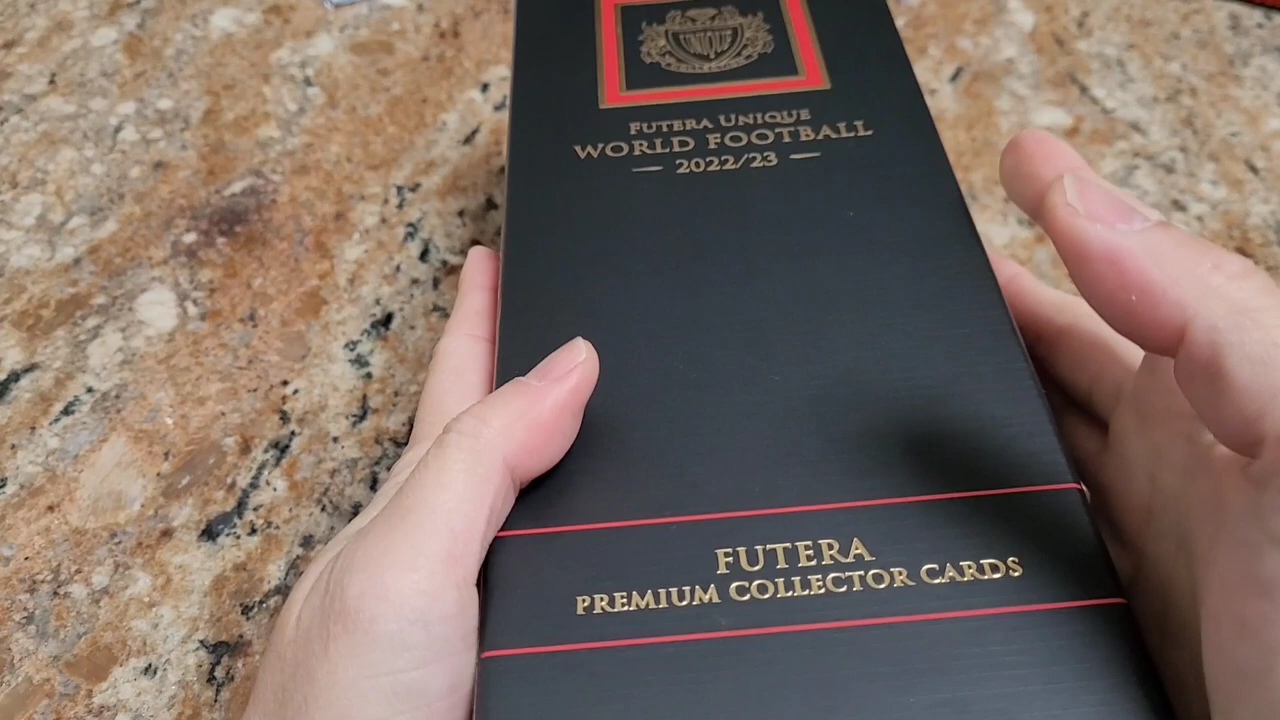 UNIQUE
FUTERA UNIQUE
WORLD FOOTBALL
— 2022/23 —
FUTERA
PREMIUM COLLECTOR CARDS